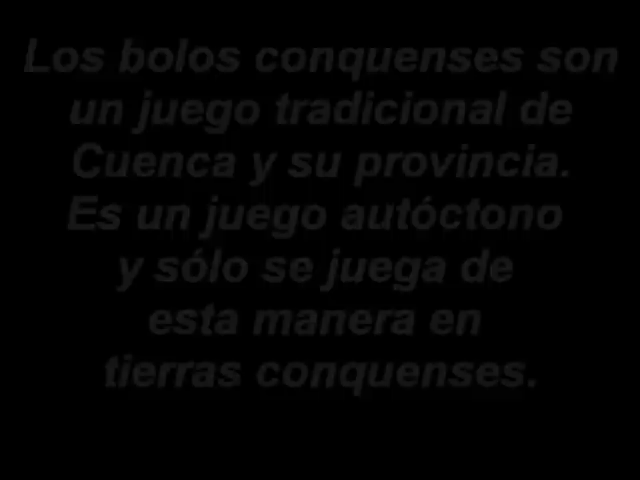 Los bolos conquenses son
un juego tradicional de
Cuenca y su provincia.
Es un juego autóctono
y sólo se juega de
esta manera en
tierras conquenses.